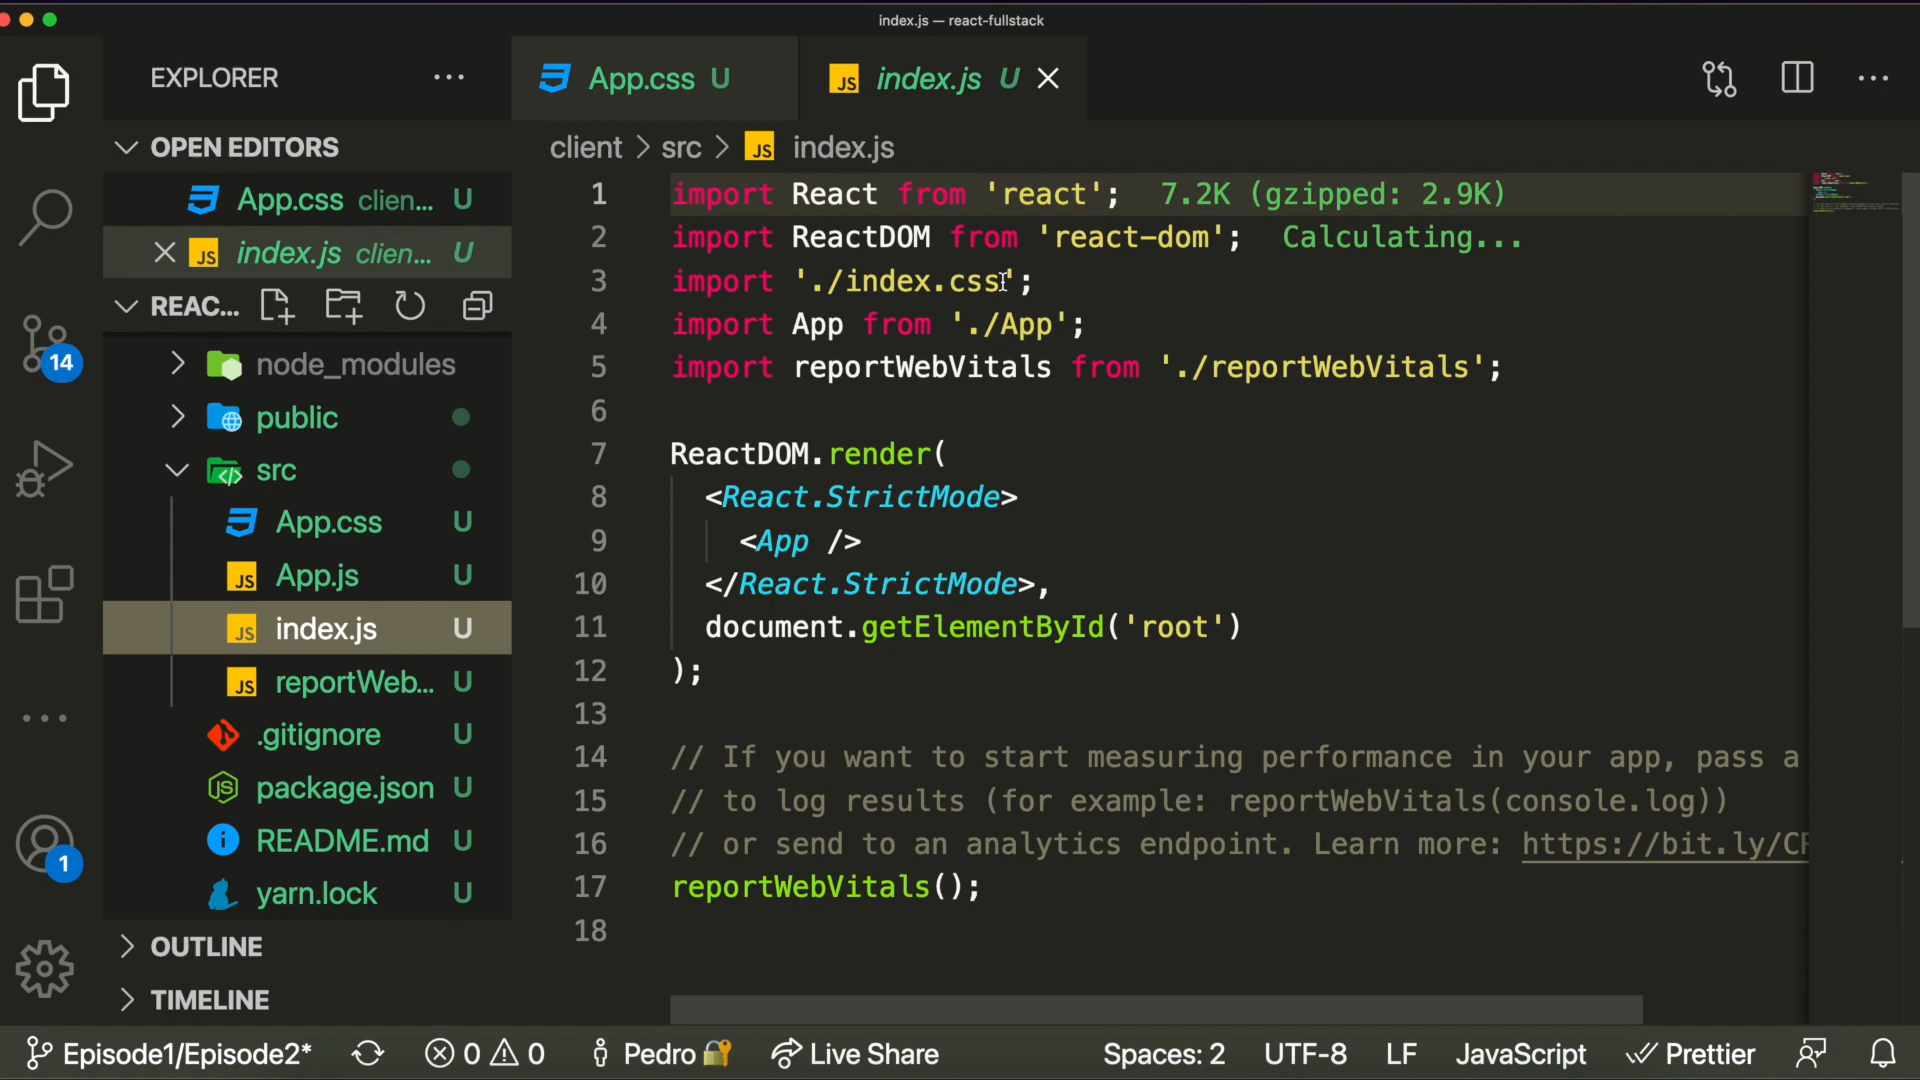 index.js — react-fullstack
EXPLORER
App.css U
index.js U
OPEN EDITORS
App.css clien... U
index.js clien... U
REAC...
node_modules
public
src
App.css U
App.js U
index.js U
reportWeb... U
.gitignore U
package.json U
README.md U
yarn.lock U
OUTLINE
TIMELINE
14
1
client > src > JS index.js
1 import React from 'react'; 7.2K (gzipped: 2.9K)
2 import ReactDOM from 'react-dom'; Calculating...
3 import './index.css';
4 import App from './App';
5 import reportWebVitals from './reportWebVitals';
6
7 ReactDOM.render(
8 <React.StrictMode>
9 <App />
10 </React.StrictMode>,
11 document.getElementById('root')
12 );
13
14 // If you want to start measuring performance in your app, pass a
15 // to log results (for example: reportWebVitals(console.log))
16 // or send to an analytics endpoint. Learn more: https://bit.ly/CR
17 reportWebVitals();
18
Episode1/Episode2* 0 0 Pedro Live Share Spaces: 2 UTF-8 LF JavaScript Prettier